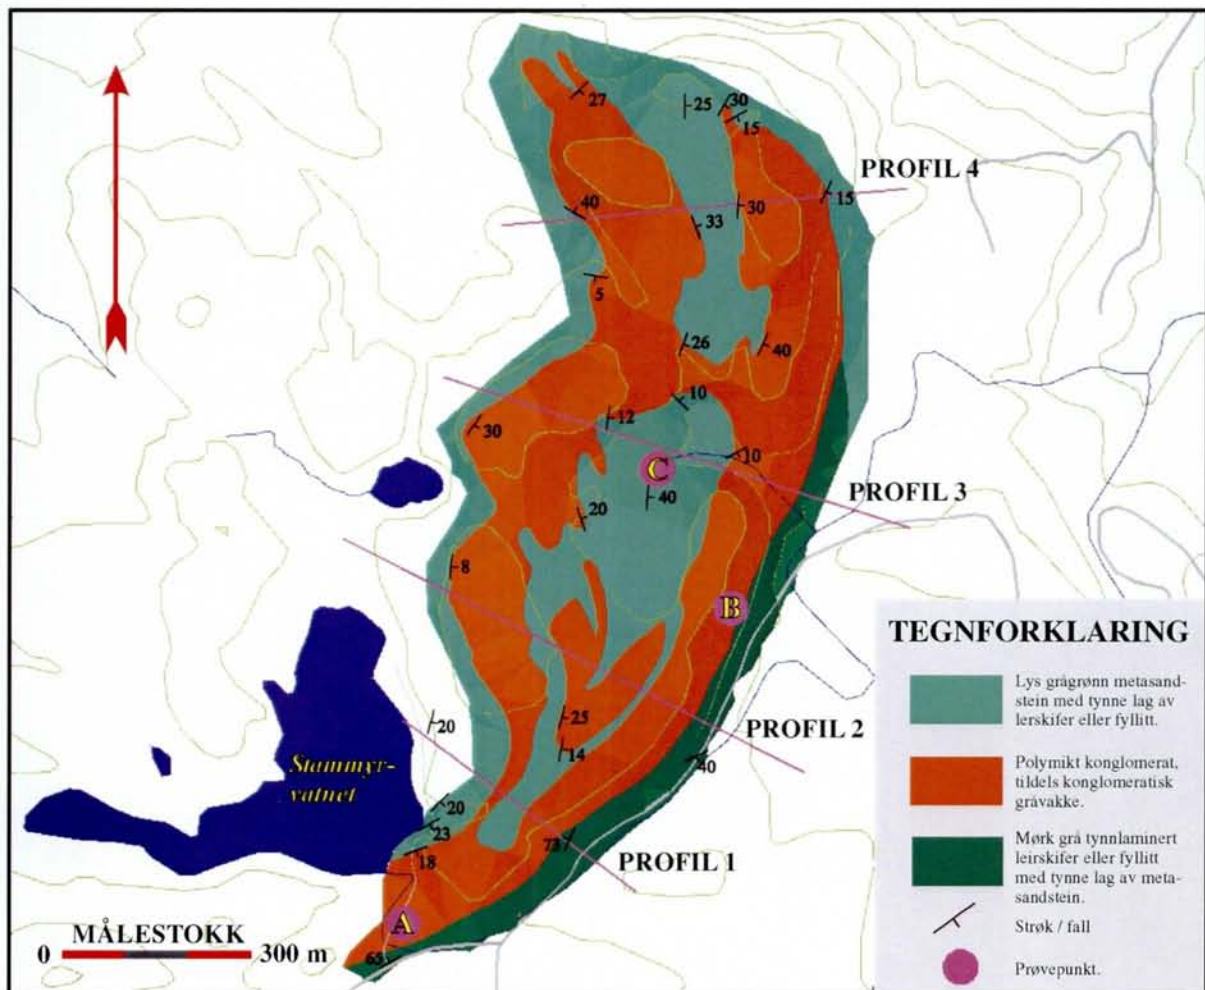 27
25
30
15
PROFIL 4
15
40
30
33
5
26
40
10
12
30
10
C
PROFIL 3
40
20
8
B
TEGNFORKLARING
Lys grågrønn metasand-
stein med tynne lag av
lerskifer eller fyllitt.
20
25
PROFIL 2
14
40
Stammyr-
vatnet
Polymikt konglomerat,
tildels konglomeratisk
gråvakke.
20
23
18
73
PROFIL 1
Mørk grå tynnlaminert
leirskifer eller fyllitt
med tynne lag av meta-
sandstein.
A
Strøk / fall
MÅLESTOKK
0 300 m
65
Prøvepunkt.